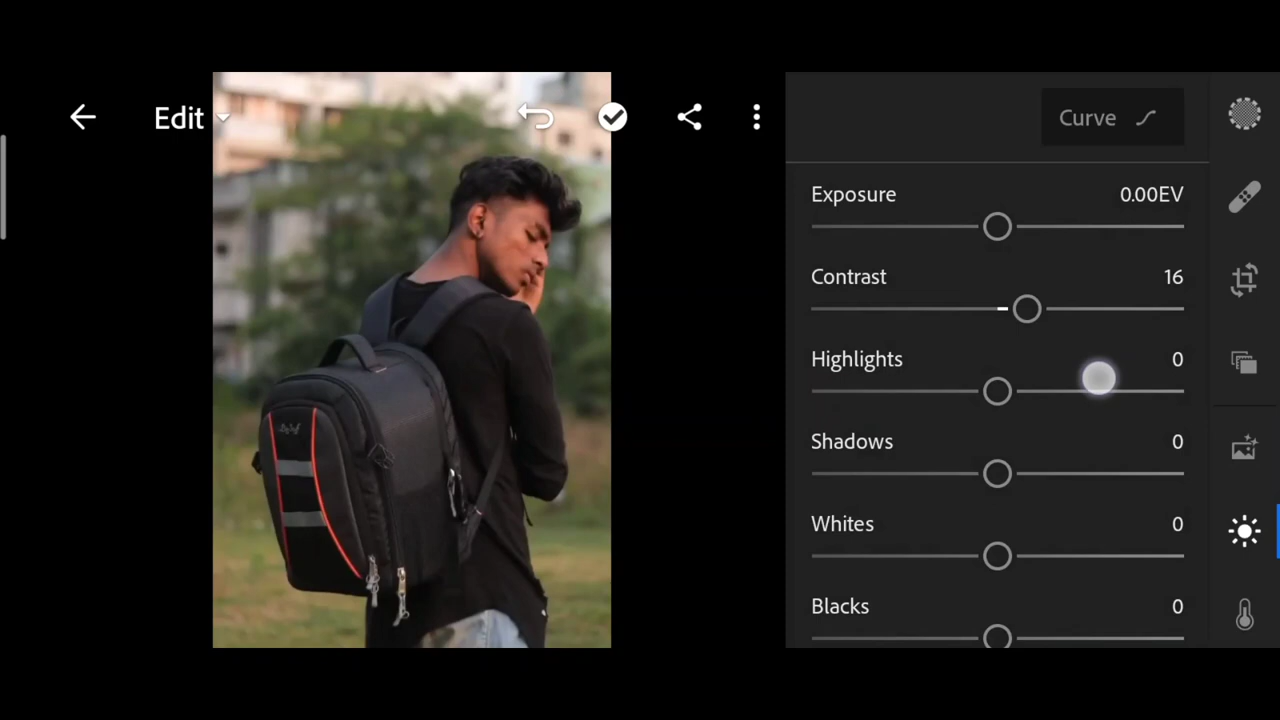 Edit
Curve
Exposure 0.00EV
Contrast 16
Highlights 0
Shadows 0
Whites 0
Blacks 0